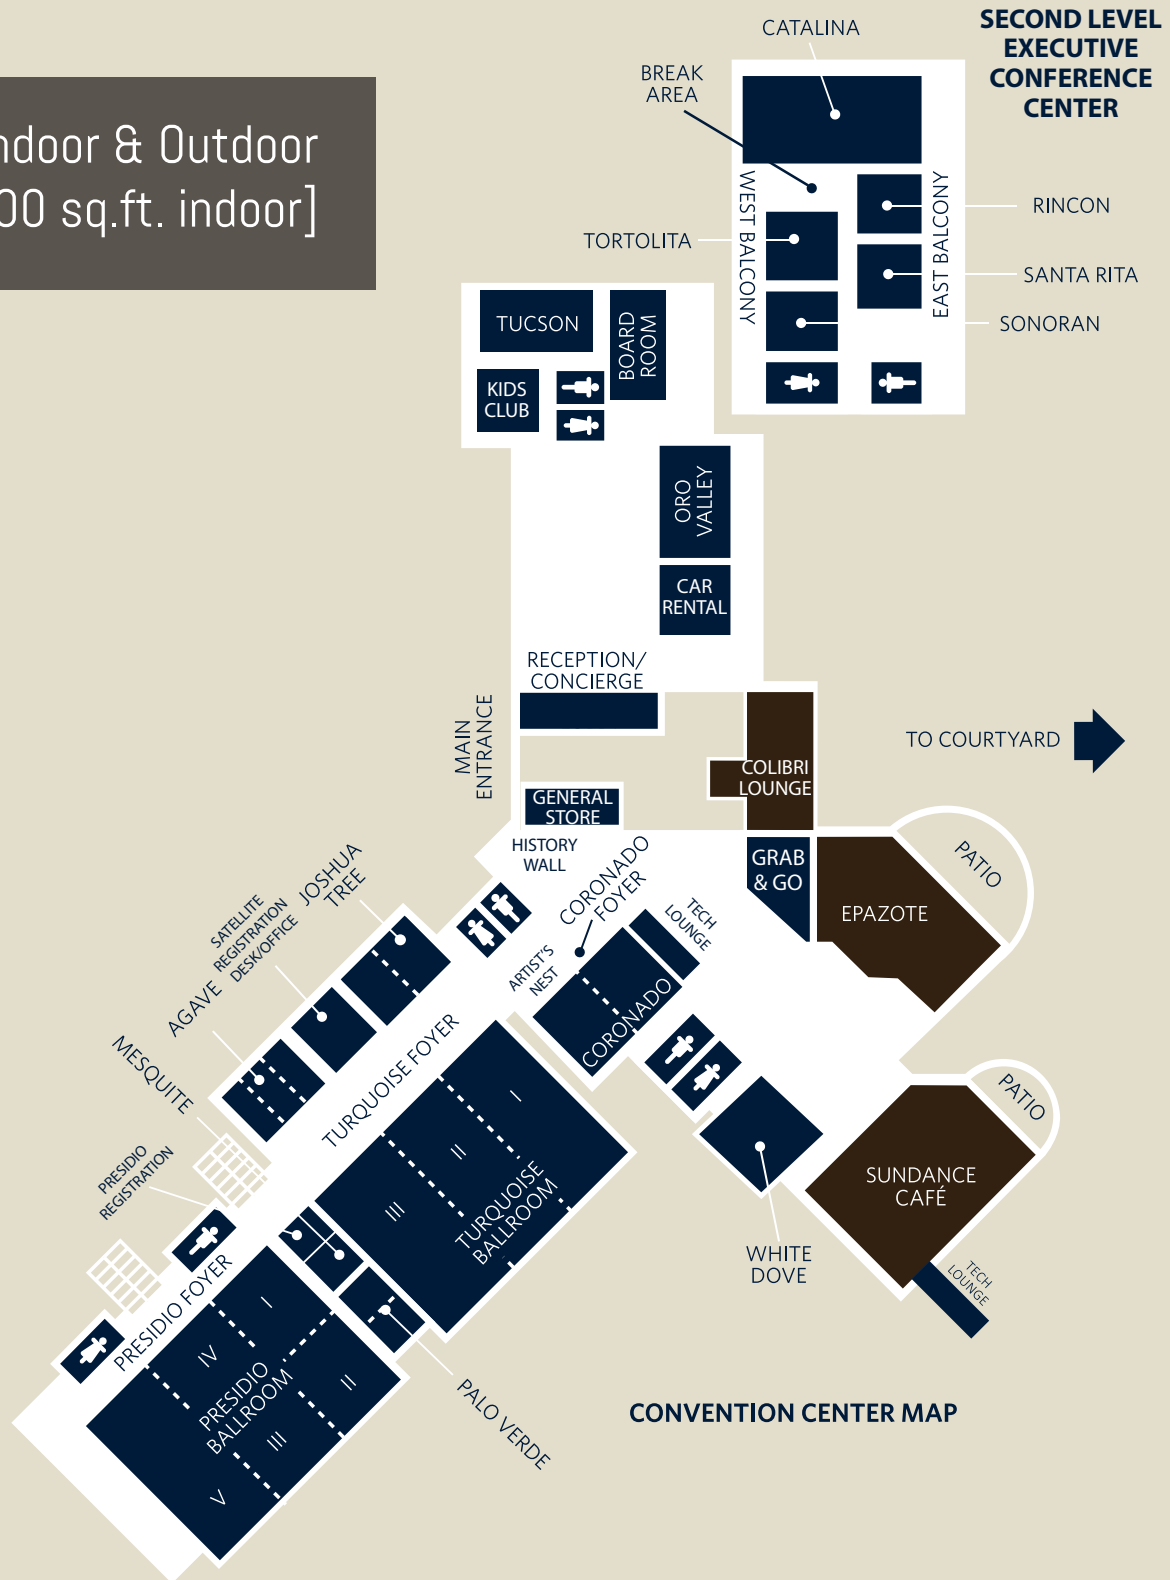 SECOND LEVEL
EXECUTIVE
CONFERENCE
CENTER
CATALINA
BREAK
AREA
ndoor & Outdoor
00 sq.ft. indoor]
WEST BALCONY
EAST BALCONY
RINCON
TORTOLITA
SANTA RITA
SONORAN
TUCSON
BOARD
ROOM
KIDS
CLUB
ORO
VALLEY
CAR
RENTAL
RECEPTION/
CONCIERGE
MAIN
ENTRANCE
TO COURTYARD
COLIBRI
LOUNGE
GENERAL
STORE
HISTORY
WALL
GRAB
& GO
PATIO
EPAZOTE
CORONADO
FOYER
TECH
LOUNGE
ARTIST'S
NEST
CORONADO
JOSHUA
TREE
SATELLITE
REGISTRATION
DESK/OFFICE
AGAVE
MESQUITE
TURQUOISE FOYER
I
II
III
TURQUOISE
BALLROOM
PATIO
SUNDANCE
CAFÉ
WHITE
DOVE
TECH
LOUNGE
PRESIDIO
REGISTRATION
PRESIDIO FOYER
I
IV
II
PRESIDIO
BALLROOM
III
V
PALO VERDE
CONVENTION CENTER MAP